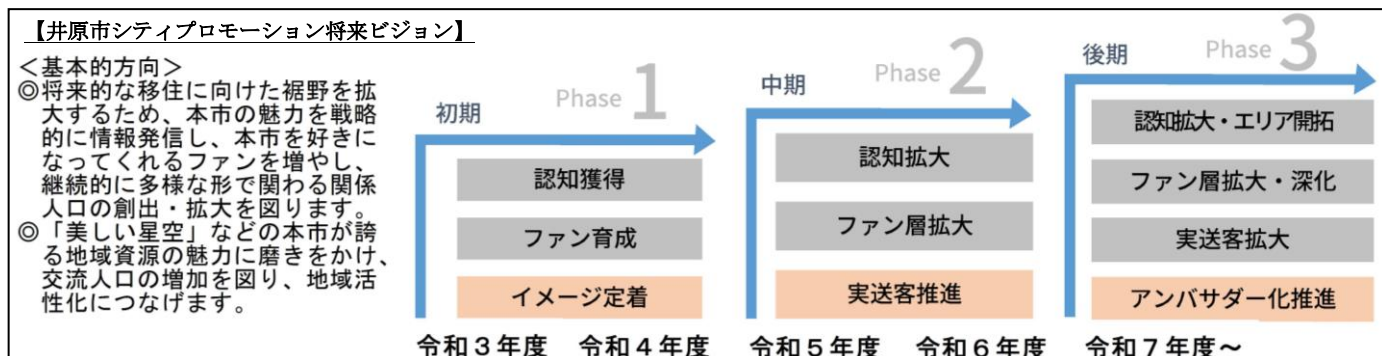 【井原市シティプロモーション将来ビジョン】
＜基本的方向＞
◎将来的な移住に向けた裾野を拡
大するため、本市の魅力を戦略
的に情報発信し、本市を好きに
なってくれるファンを増やし、
継続的に多様な形で関わる関係
人口の創出・拡大を図ります。
◎「美しい星空」などの本市が誇
る地域資源の魅力に磨きをかけ、
交流人口の増加を図り、地域活
性化につなげます。
初期 Phase 1
認知獲得
ファン育成
イメージ定着
令和３年度 令和４年度
中期 Phase 2
認知拡大
ファン層拡大
実送客推進
令和５年度 令和６年度
後期 Phase 3
認知拡大・エリア開拓
ファン層拡大・深化
実送客拡大
アンバサダー化推進
令和７年度～